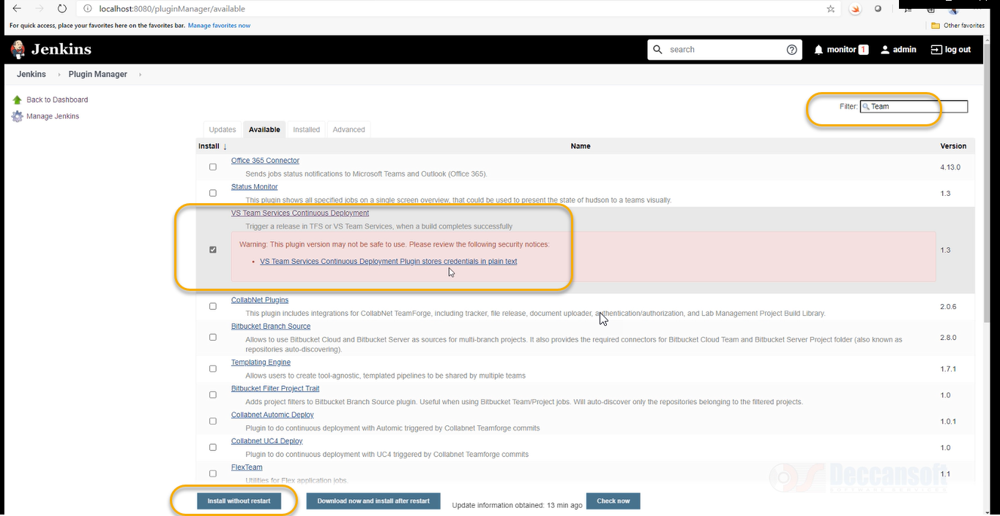 localhost:8080/pluginManager/available
For quick access, place your favorites here on the favorites bar. Manage favorites now
Other favorites
Jenkins
search
monitor 1
admin
log out
Jenkins
Plugin Manager
Back to Dashboard
Manage Jenkins
Filter: Team
Updates Available Installed Advanced
Install ↓ Name Version
Office 365 Connector
Sends jobs status notifications to Microsoft Teams and Outlook (Office 365).
4.13.0
Status Monitor
This plugin shows all specified jobs on a single screen overview, that could be used to present the state of hudson to a teams visually.
1.3
VS Team Services Continuous Deployment
Trigger a release in TFS or VS Team Services, when a build completes successfully
Warning: This plugin version may not be safe to use. Please review the following security notices:
• VS Team Services Continuous Deployment Plugin stores credentials in plain text
1.3
CollabNet Plugins
This plugin includes integrations for CollabNet TeamForge, including tracker, file release, document uploader, authentication/authorization, and Lab Management Project Build Library.
2.0.6
Bitbucket Branch Source
Allows to use Bitbucket Cloud and Bitbucket Server as sources for multi-branch projects. It also provides the required connectors for Bitbucket Cloud Team and Bitbucket Server Project folder (also known as
repositories auto-discovering).
2.8.0
Templating Engine
Allows users to create tool-agnostic, templated pipelines to be shared by multiple teams
1.7.1
Bitbucket Filter Project Trait
Adds project filters to Bitbucket Branch Source plugin. Useful when using Bitbucket Team/Project jobs. Will auto-discover only the repositories belonging to the filtered projects.
1.0
Collabnet Automic Deploy
Plugin to do continuous deployment with Automic triggered by Collabnet Teamforge commits
1.0.1
Collabnet UC4 Deploy
Plugin to do continuous deployment with UC4 triggered by Collabnet Teamforge commits
1.0
FlexTeam
Utilities for Flex application jobs.
1.1
Deccansoft
Install without restart
Download now and install after restart
Update information obtained: 13 min ago
Check now